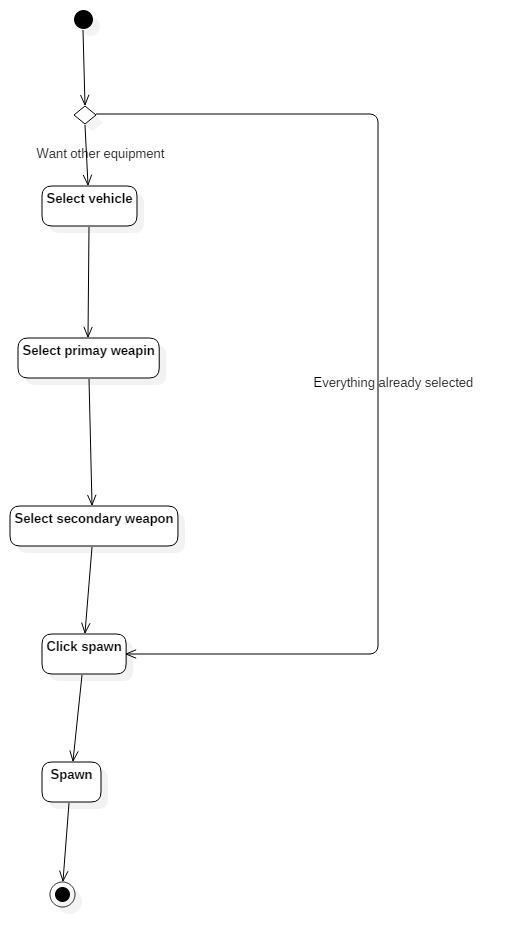 Want other equipment
Select vehicle
Select primay weapin
Everything already selected
Select secondary weapon
Click spawn
Spawn